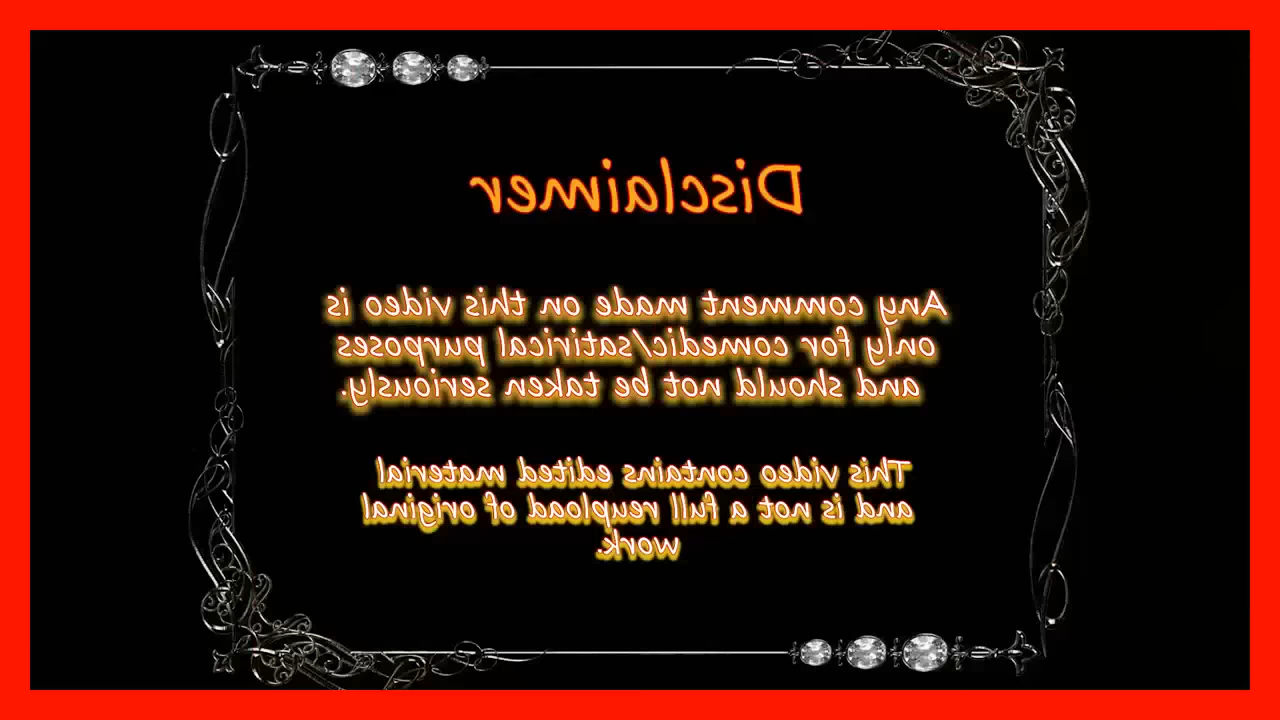 Disclaimer
Any comment made on this video is
only for comedic/satirical purposes
and should not be taken seriously.
This video contains edited material
and is not a full reupload of original
work.